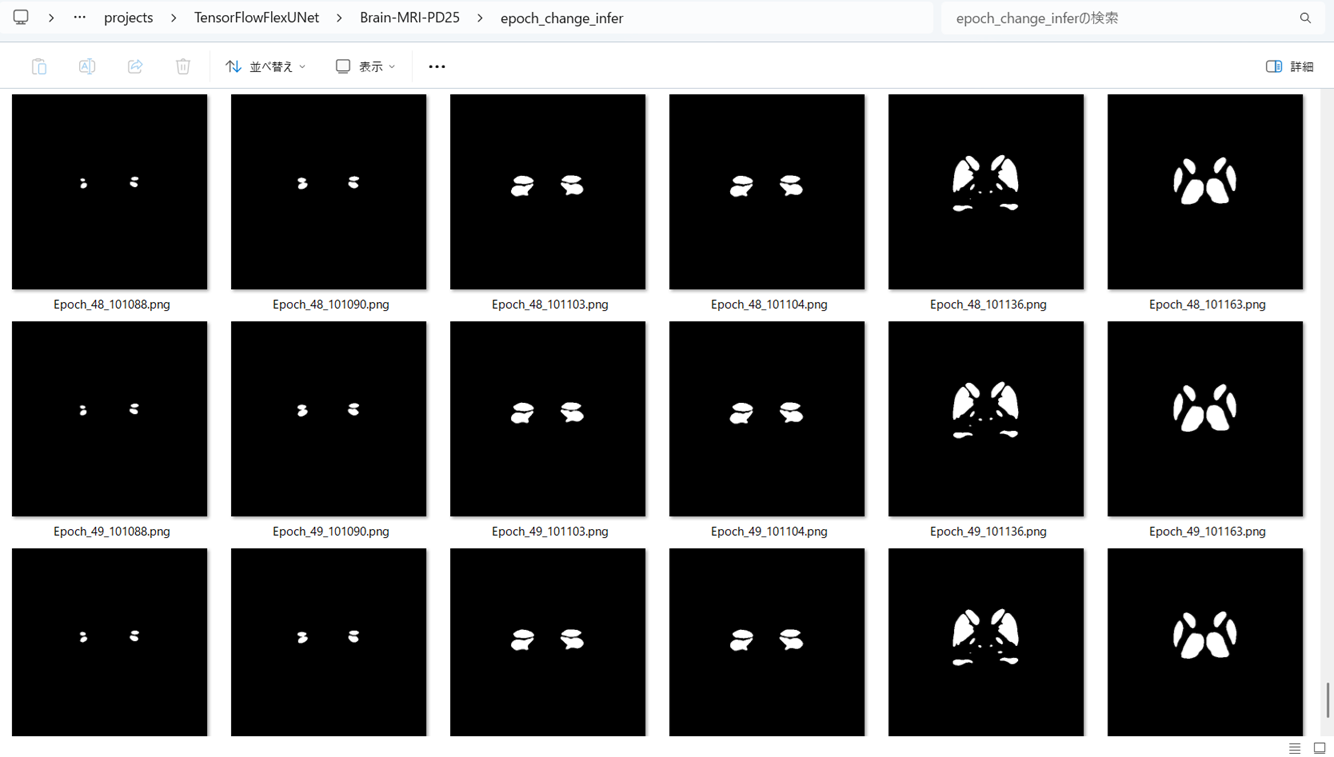 … projects TensorFlowFlexUNet Brain-MRI-PD25 epoch_change_infer epoch_change_inferの検索
並べ替え 表示 … 詳細
Epoch_48_101088.png Epoch_48_101090.png Epoch_48_101103.png Epoch_48_101104.png Epoch_48_101136.png Epoch_48_101163.png
Epoch_49_101088.png Epoch_49_101090.png Epoch_49_101103.png Epoch_49_101104.png Epoch_49_101136.png Epoch_49_101163.png